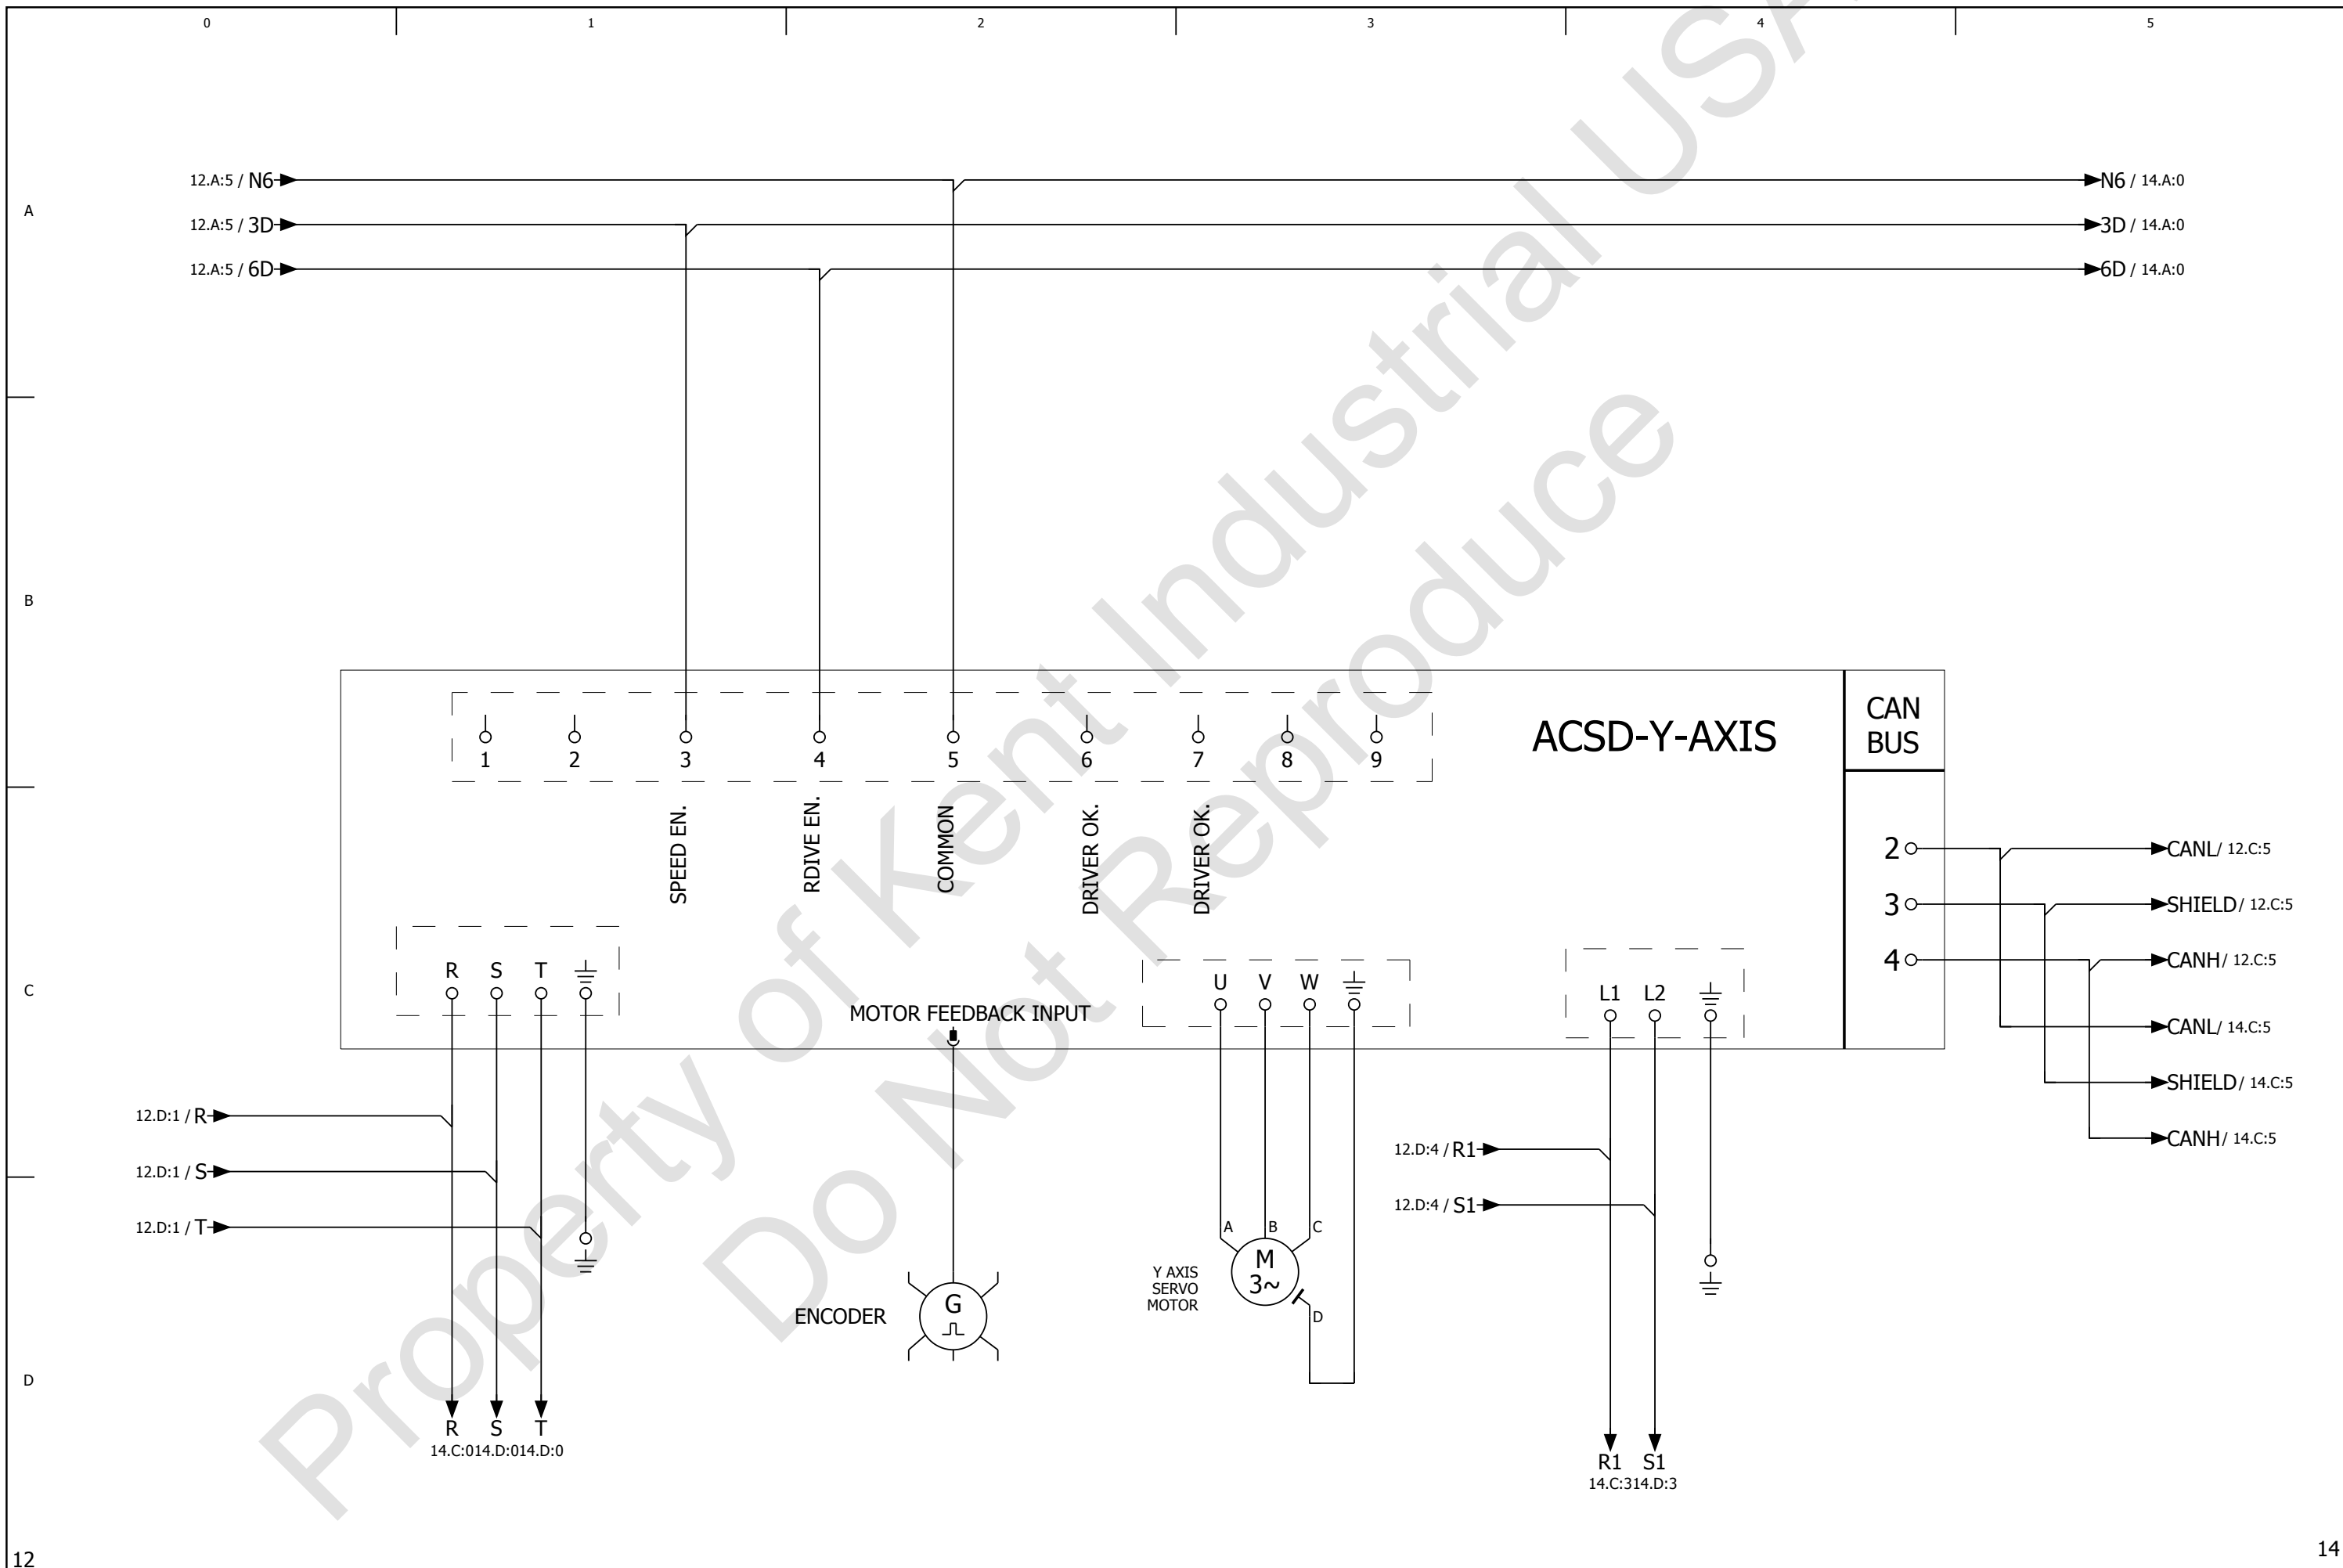 0 1 2 3 4 5
12.A:5 / N6
N6 / 14.A:0
A
12.A:5 / 3D
3D / 14.A:0
12.A:5 / 6D
6D / 14.A:0
B
1 2 3 4 5 6 7 8 9
ACSD-Y-AXIS
CAN
BUS
SPEED EN.
RDIVE EN.
COMMON
DRIVER OK.
DRIVER OK.
2
CANL/ 12.C:5
3
SHIELD/ 12.C:5
4
CANH/ 12.C:5
C
R S T
U V W
L1 L2
MOTOR FEEDBACK INPUT
CANL/ 14.C:5
SHIELD/ 14.C:5
CANH/ 14.C:5
12.D:1 / R
12.D:1 / S
12.D:1 / T
12.D:4 / R1
12.D:4 / S1
A B C
M
3~
D
Y AXIS
SERVO
MOTOR
ENCODER
G
D
R S T
14.C:014.D:014.D:0
R1 S1
14.C:314.D:3
12
14
Property of Kent Industrial USA
Do Not Reproduce